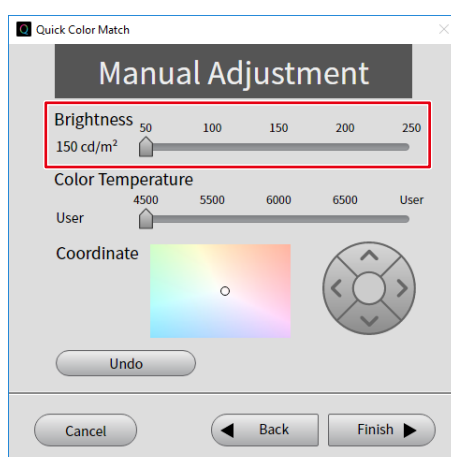 Quick Color Match
Manual Adjustment
Brightness
50 100 150 200 250
150 cd/m²
Color Temperature
4500 5500 6000 6500 User
User
Coordinate
Undo
Cancel Back Finish